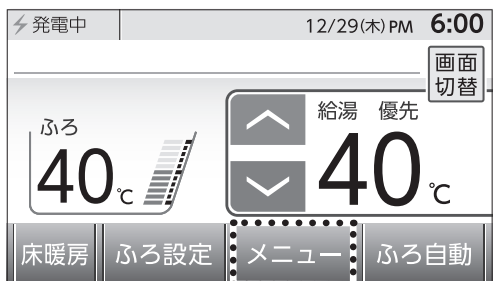 発電中 12/29(木)PM 6:00
画面
切替
ふろ
40℃
給湯 優先
40℃
床暖房 ふろ設定 メニュー ふろ自動